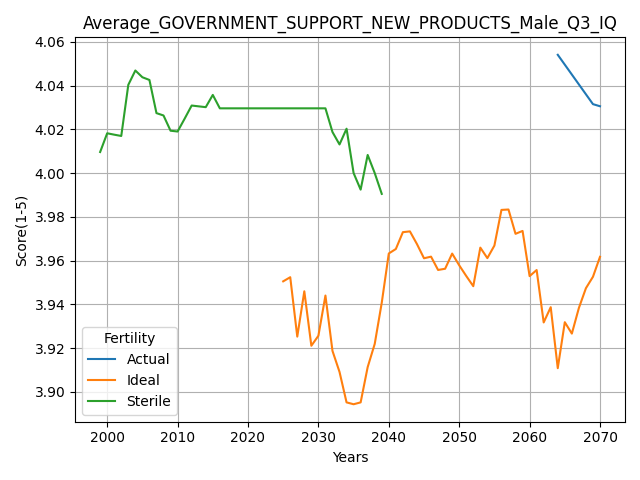 Average_GOVERNMENT_SUPPORT_NEW_PRODUCTS_Male_Q3_IQ
4.06
4.04
4.02
4.00
3.98
3.96
3.94
3.92
3.90
Score(1-5)
Fertility
Actual
Ideal
Sterile
2000 2010 2020 2030 2040 2050 2060 2070
Years